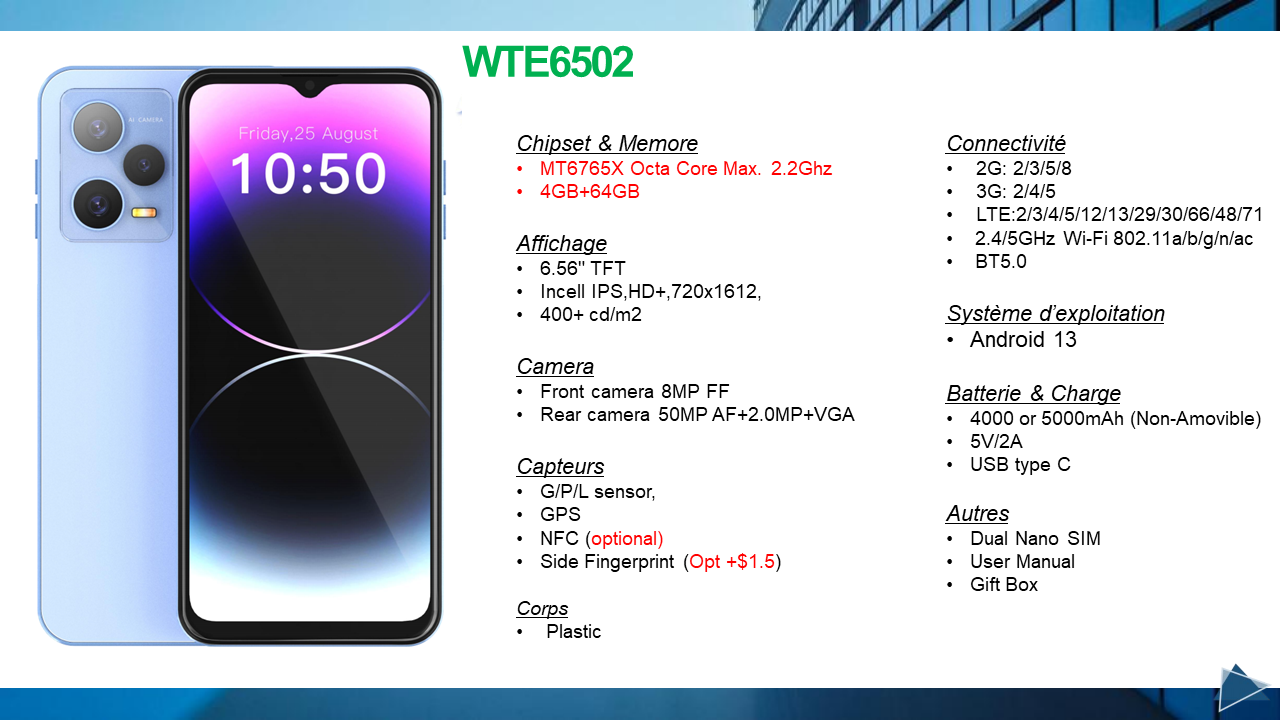 WTE6502
AI CAMERA
Friday,25 August
10:50
Chipset & Memore
• MT6765X Octa Core Max. 2.2Ghz
• 4GB+64GB
Affichage
• 6.56" TFT
• Incell IPS,HD+,720x1612,
• 400+ cd/m2
Camera
• Front camera 8MP FF
• Rear camera 50MP AF+2.0MP+VGA
Capteurs
• G/P/L sensor,
• GPS
• NFC (optional)
• Side Fingerprint (Opt +$1.5)
Corps
• Plastic
Connectivité
• 2G: 2/3/5/8
• 3G: 2/4/5
• LTE:2/3/4/5/12/13/29/30/66/48/71
• 2.4/5GHz Wi-Fi 802.11a/b/g/n/ac
• BT5.0
Système d’exploitation
• Android 13
Batterie & Charge
• 4000 or 5000mAh (Non-Amovible)
• 5V/2A
• USB type C
Autres
• Dual Nano SIM
• User Manual
• Gift Box